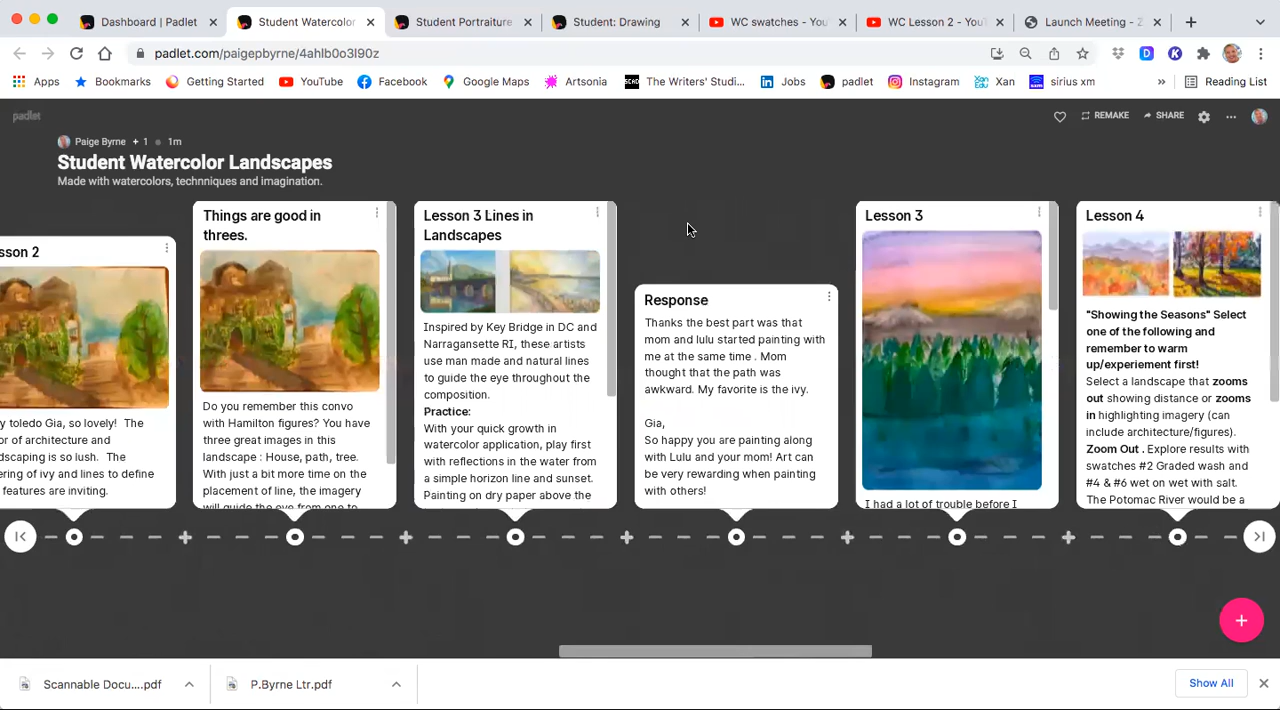 Dashboard | Padlet
Student Watercolor
Student Portraiture
Student: Drawing
WC swatches - You
WC Lesson 2 - You
Launch Meeting - Z
padlet.com/paigepbyrne/4ahlb0o3l90z
Apps
Bookmarks
Getting Started
YouTube
Facebook
Google Maps
Artsonia
SCAD
The Writers' Studi...
Jobs
padlet
Instagram
Xan
sirius xm
»
Reading List
padlet
REMAKE
SHARE
Paige Byrne + 1 1m
Student Watercolor Landscapes
Made with watercolors, technniques and imagination.
sson 2
y toledo Gia, so lovely! The
or of architecture and
dscaping is so lush. The
ering of ivy and lines to define
features are inviting.
Things are good in
threes.
Do you remember this convo
with Hamilton figures? You have
three great images in this
landscape : House, path, tree.
With just a bit more time on the
placement of line, the imagery
will guide the eye from one to
Lesson 3 Lines in
Landscapes
Inspired by Key Bridge in DC and
Narragansette RI, these artists
use man made and natural lines
to guide the eye throughout the
composition.
Practice:
With your quick growth in
watercolor application, play first
with reflections in the water from
a simple horizon line and sunset.
Painting on dry paper above the
Response
Thanks the best part was that
mom and lulu started painting with
me at the same time . Mom
thought that the path was
awkward. My favorite is the ivy.
Gia,
So happy you are painting along
with Lulu and your mom! Art can
be very rewarding when painting
with others!
Lesson 3
I had a lot of trouble before I
Lesson 4
"Showing the Seasons" Select
one of the following and
remember to warm
up/experiement first!
Select a landscape that zooms
out showing distance or zooms
in highlighting imagery (can
include architecture/figures).
Zoom Out . Explore results with
swatches #2 Graded wash and
#4 & #6 wet on wet with salt.
The Potomac River would be a
Scannable Docu....pdf
P.Byrne Ltr.pdf
Show All